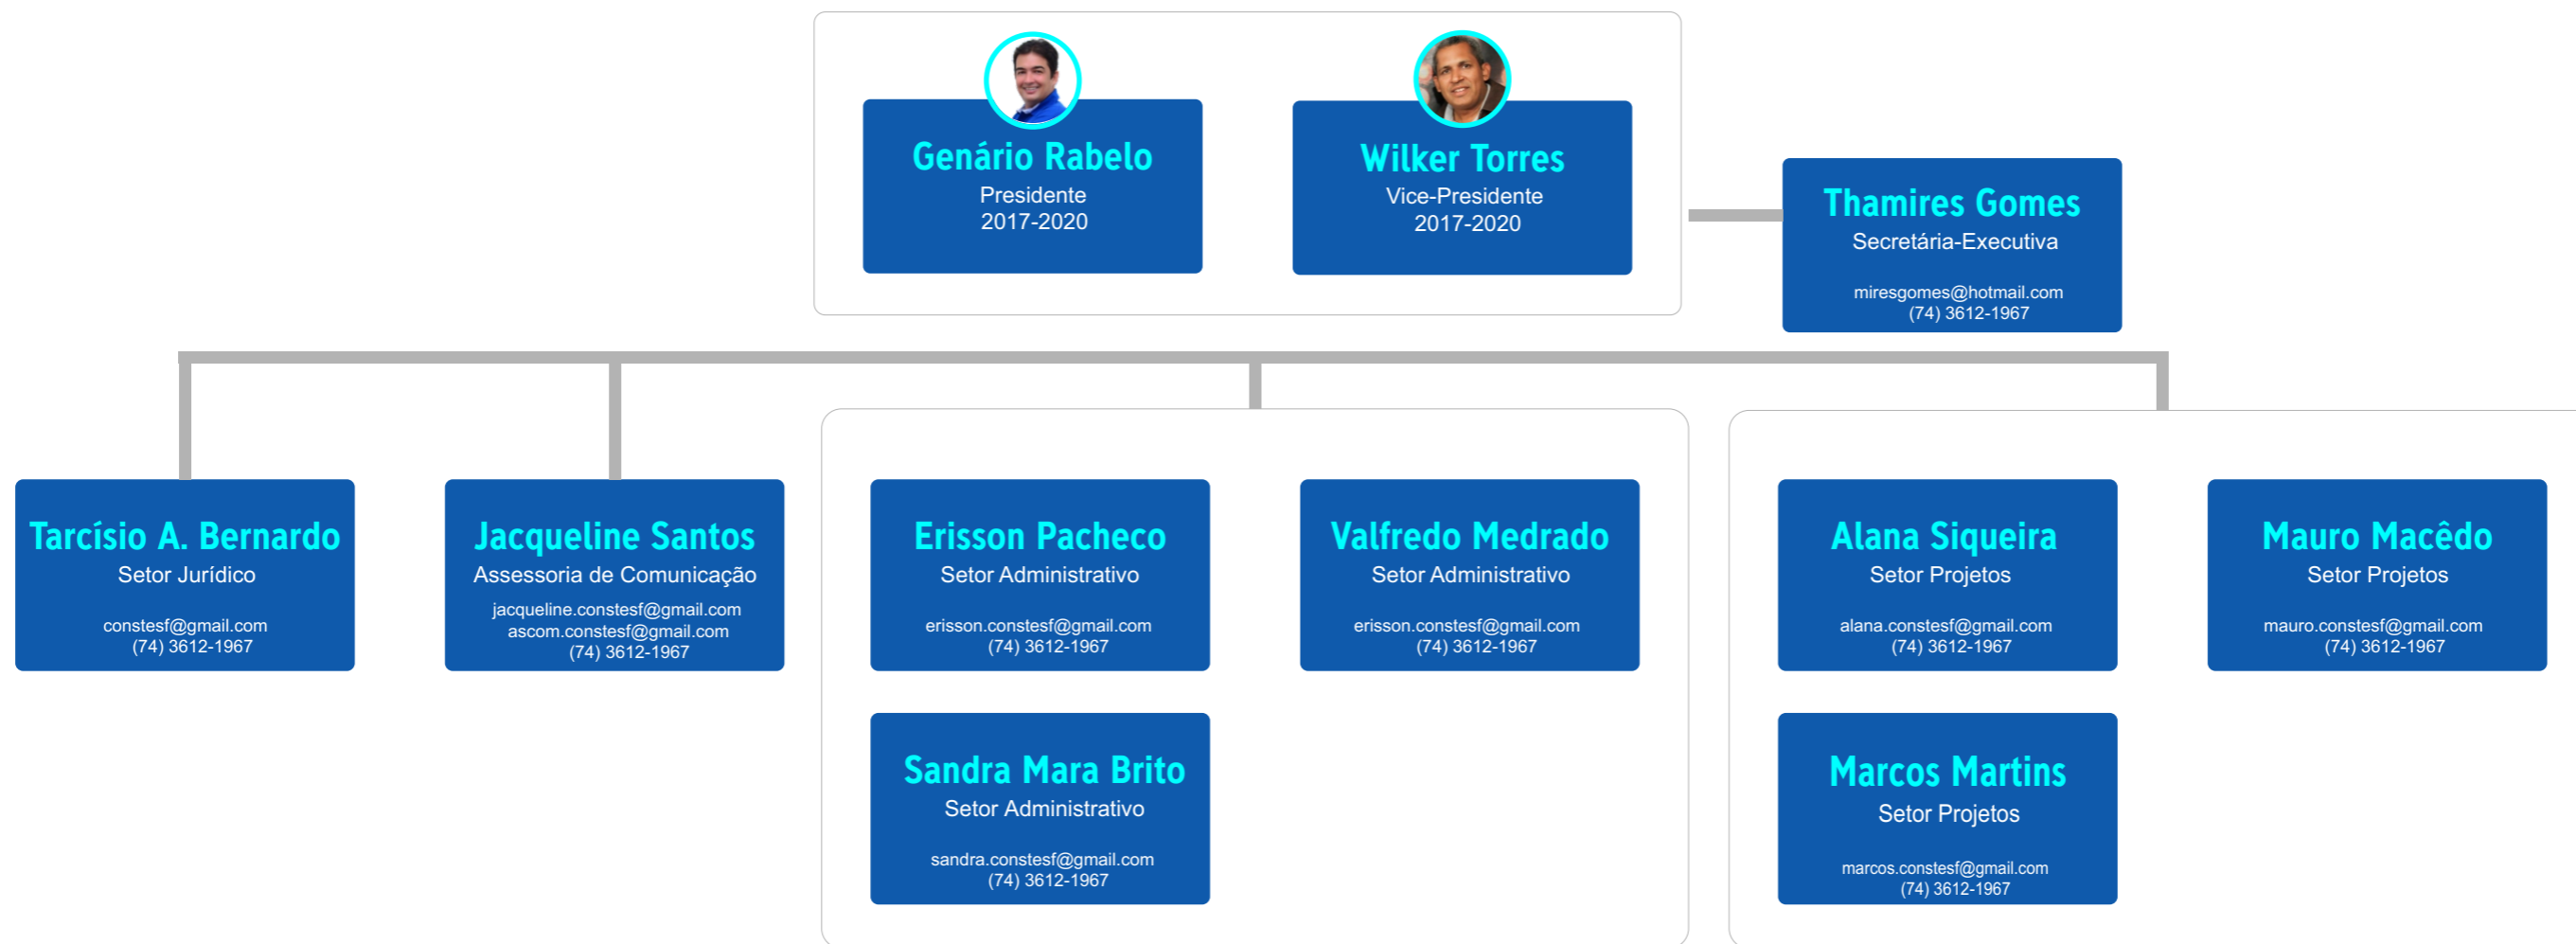 Genário Rabelo
Presidente
2017-2020
Wilker Torres
Vice-Presidente
2017-2020
Thamires Gomes
Secretária-Executiva
miresgomes@hotmail.com
(74) 3612-1967
Tarcísio A. Bernardo
Setor Jurídico
constesf@gmail.com
(74) 3612-1967
Jacqueline Santos
Assessoria de Comunicação
jacqueline.constesf@gmail.com
ascom.constesf@gmail.com
(74) 3612-1967
Erisson Pacheco
Setor Administrativo
erisson.constesf@gmail.com
(74) 3612-1967
Valfredo Medrado
Setor Administrativo
erisson.constesf@gmail.com
(74) 3612-1967
Sandra Mara Brito
Setor Administrativo
sandra.constesf@gmail.com
(74) 3612-1967
Alana Siqueira
Setor Projetos
alana.constesf@gmail.com
(74) 3612-1967
Mauro Macêdo
Setor Projetos
mauro.constesf@gmail.com
(74) 3612-1967
Marcos Martins
Setor Projetos
marcos.constesf@gmail.com
(74) 3612-1967